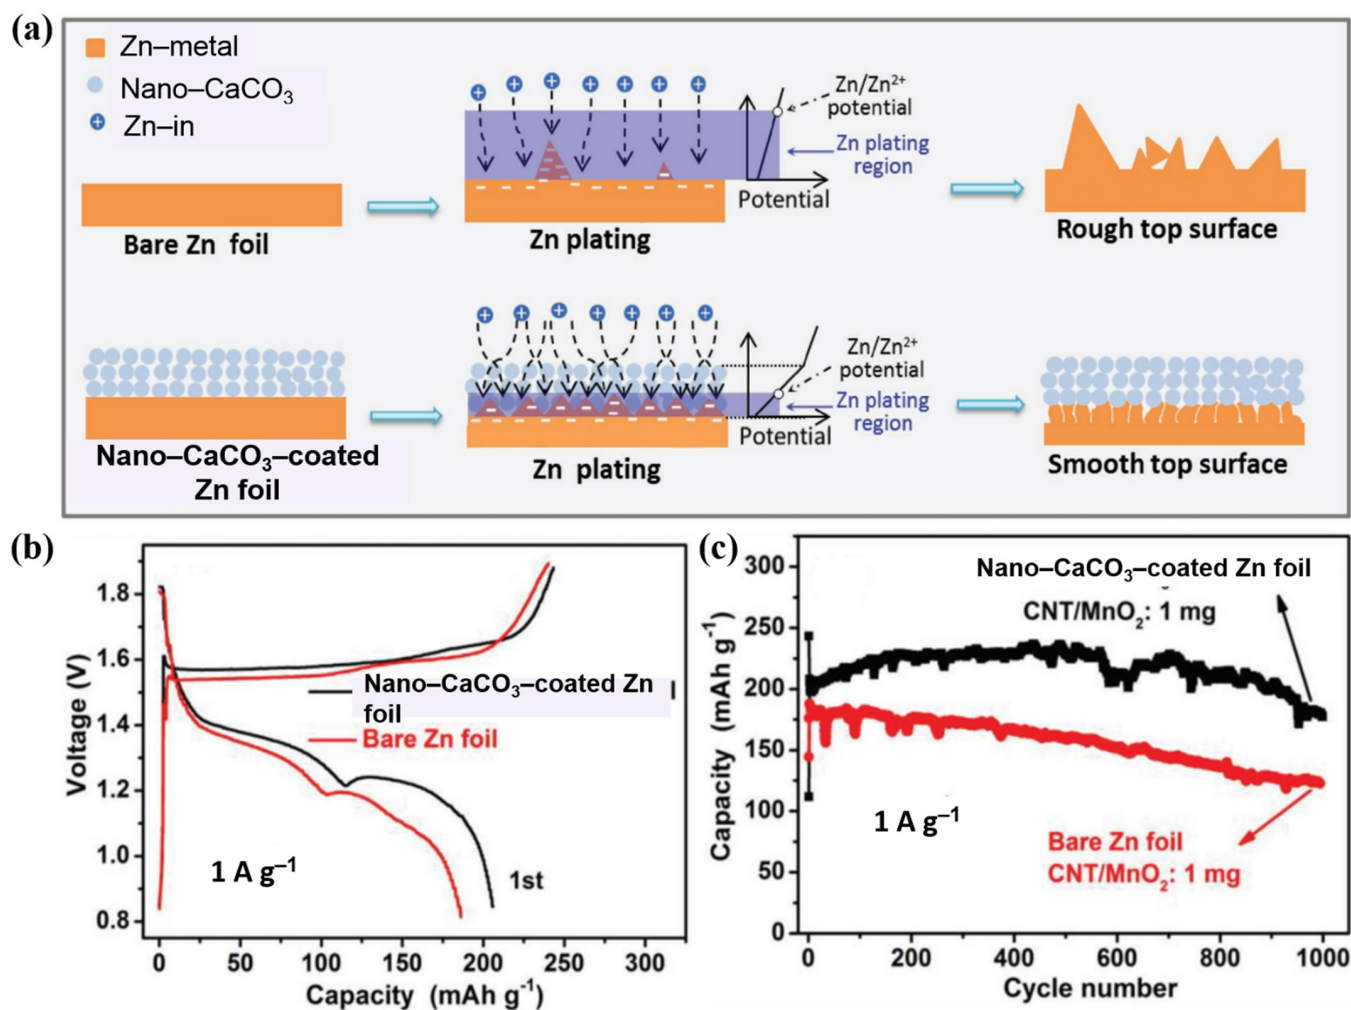 (a)
Zn–metal
Nano–CaCO3
Zn–in
Bare Zn foil
Zn plating
Zn/Zn2+
potential
Zn plating
region
Potential
Rough top surface
Nano–CaCO3–coated
Zn foil
Zn plating
Zn/Zn2+
potential
Zn plating
region
Potential
Smooth top surface
(b)
Voltage (V)
1.8
1.6
1.4
1.2
1.0
0.8
Nano–CaCO3–coated Zn
foil
Bare Zn foil
1 A g–1
1st
0 50 100 150 200 250 300
Capacity (mAh g-1)
(c)
Capacity (mAh g-1)
300
250
200
150
100
50
0
Nano–CaCO3–coated Zn foil
CNT/MnO2: 1 mg
1 A g–1
Bare Zn foil
CNT/MnO2: 1 mg
0 200 400 600 800 1000
Cycle number